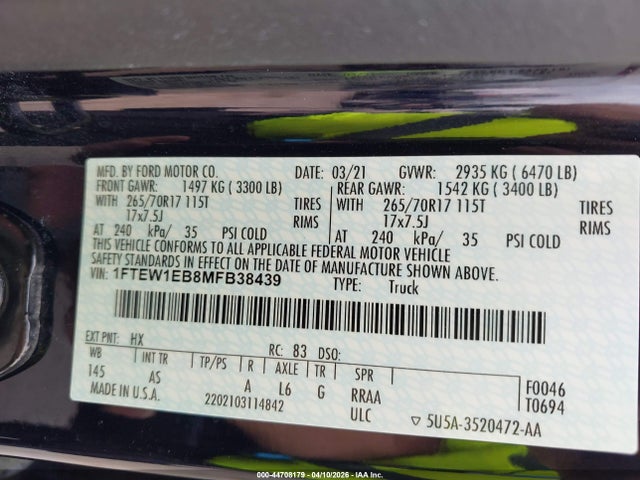 MFD. BY FORD MOTOR CO. DATE: 03/21 GVWR: 2935 KG ( 6470 LB)
FRONT GAWR: 1497 KG ( 3300 LB) REAR GAWR: 1542 KG ( 3400 LB)
WITH 265/70R17 115T TIRES WITH 265/70R17 115T TIRES
17x7.5J RIMS 17x7.5J RIMS
AT 240 kPa/ 35 PSI COLD AT 240 kPa/ 35 PSI COLD
THIS VEHICLE CONFORMS TO ALL APPLICABLE FEDERAL MOTOR VEHICLE
SAFETY STANDARDS IN EFFECT ON THE DATE OF MANUFACTURE SHOWN ABOVE.
VIN: 1FTEW1EB8MFB38439 TYPE: Truck
EXT PNT: HX RC: 83 DSO:
WB INT TR TP/PS R AXLE TR SPR
145 AS A L6 G RRAA
F0046
T0694
MADE IN U.S.A. 2202103114842 ULC ▽ 5U5A-3520472-AA
000-44708179 - 04/10/2026 - IAA Inc.